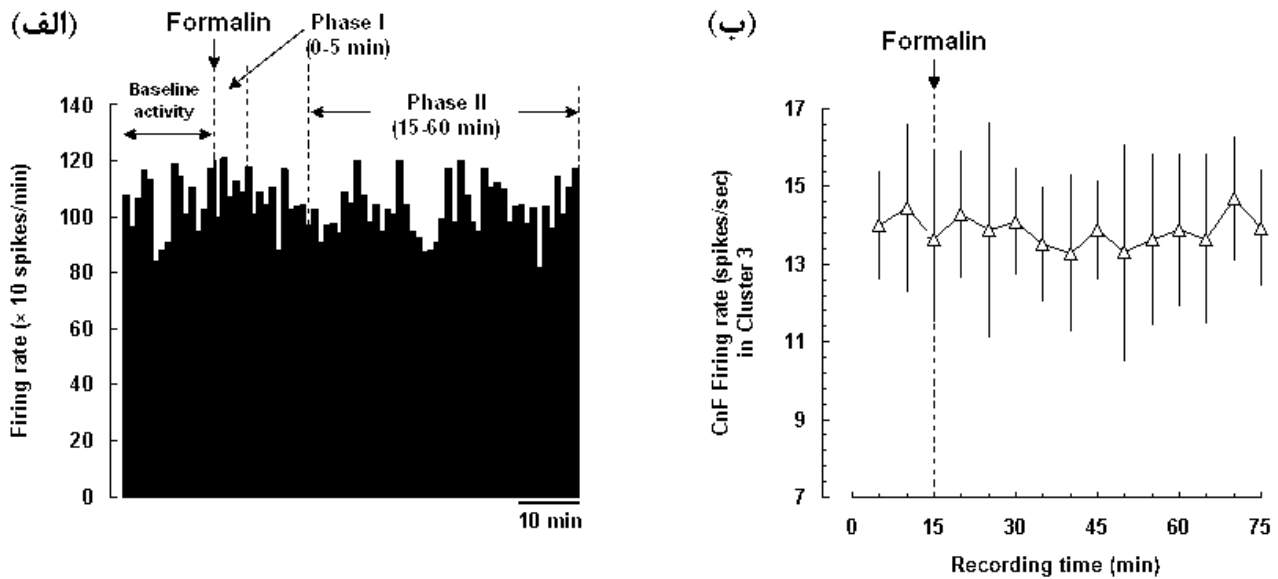 (الف)
Formalin
Phase I
(0-5 min)
Baseline
activity
Phase II
(15-60 min)
140
120
100
80
60
40
20
0
Firing rate (× 10 spikes/min)
10 min
(ب)
Formalin
17
15
13
11
9
7
CnF Firing rate (spikes/sec)
in Cluster 3
0 15 30 45 60 75
Recording time (min)